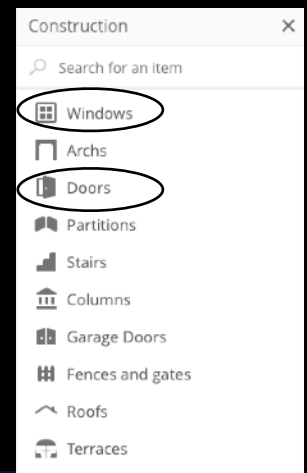 Construction
Search for an item
Windows
Archs
Doors
Partitions
Stairs
Columns
Garage Doors
Fences and gates
Roofs
Terraces